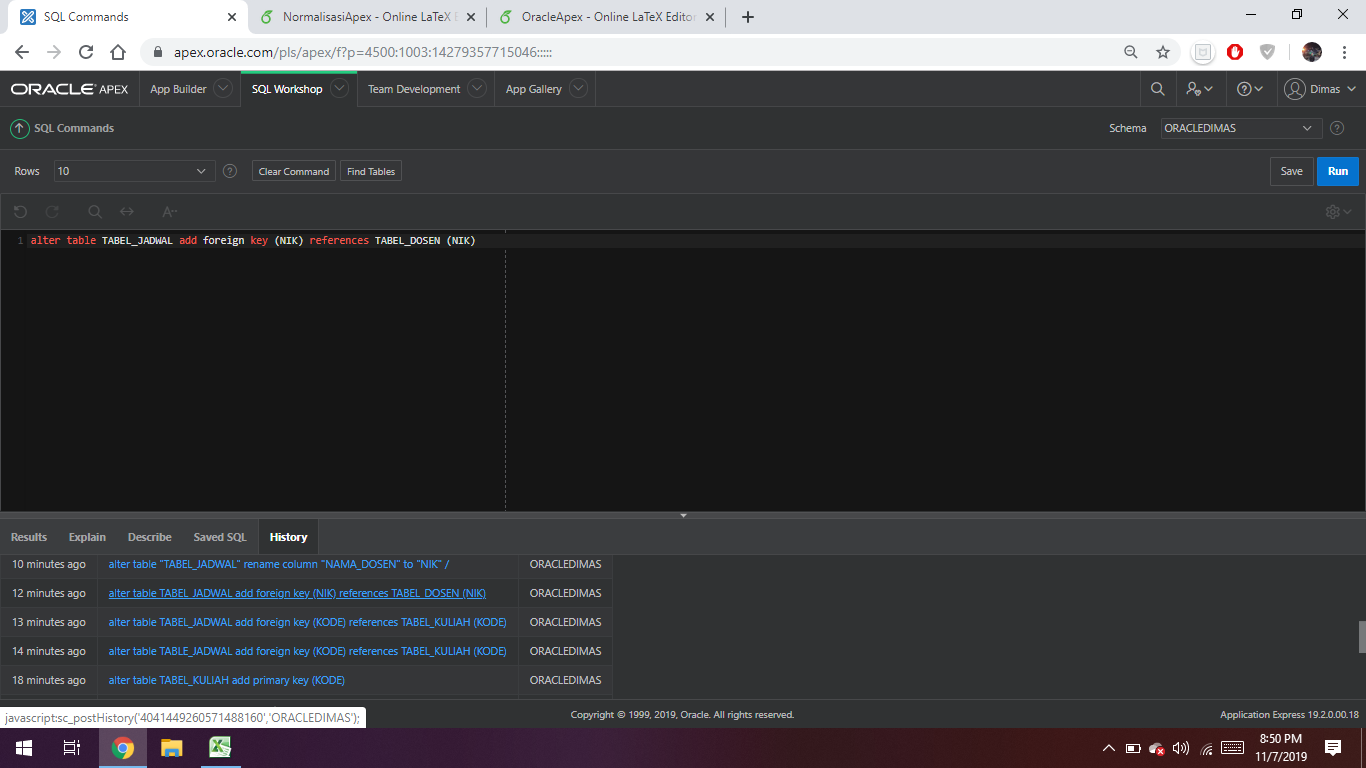 SQL Commands
NormalisasiApex - Online LaTeX E
OracleApex - Online LaTeX Editor
apex.oracle.com/pls/apex/f?p=4500:1003:14279357715046:::::
ORACLE APEX App Builder SQL Workshop Team Development App Gallery Dimas
SQL Commands Schema ORACLEDIMAS
Rows 10 Clear Command Find Tables Save Run
1 alter table TABEL_JADWAL add foreign key (NIK) references TABEL_DOSEN (NIK)
Results Explain Describe Saved SQL History
10 minutes ago alter table "TABEL_JADWAL" rename column "NAMA_DOSEN" to "NIK" / ORACLEDIMAS
12 minutes ago alter table TABEL_JADWAL add foreign key (NIK) references TABEL_DOSEN (NIK) ORACLEDIMAS
13 minutes ago alter table TABEL_JADWAL add foreign key (KODE) references TABEL_KULIAH (KODE) ORACLEDIMAS
14 minutes ago alter table TABLE_JADWAL add foreign key (KODE) references TABEL_KULIAH (KODE) ORACLEDIMAS
18 minutes ago alter table TABEL_KULIAH add primary key (KODE) ORACLEDIMAS
javascript:sc_postHistory('4041449260571488160','ORACLEDIMAS');
Copyright © 1999, 2019, Oracle. All rights reserved.
Application Express 19.2.0.00.18
8:50 PM
11/7/2019